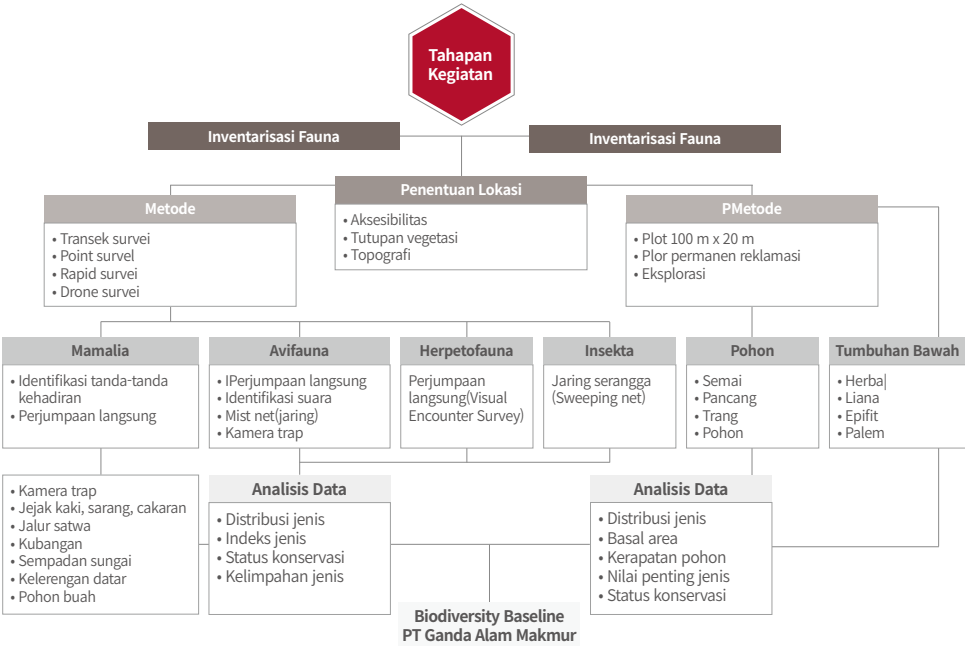 Tahapan
Kegiatan
Inventarisasi Fauna
Inventarisasi Fauna
Penentuan Lokasi
• Aksesibilitas
• Tutupan vegetasi
• Topografi
Metode
• Transek survei
• Point survel
• Rapid survei
• Drone survei
PMetode
• Plot 100 m x 20 m
• Plor permanen reklamasi
• Eksplorasi
Mamalia
• Identifikasi tanda-tanda
kehadiran
• Perjumpaan langsung
Avifauna
• IPerjumpaan langsung
• Identifikasi suara
• Mist net(jaring)
• Kamera trap
Herpetofauna
Perjumpaan
langsung(Visual
Encounter Survey)
Insekta
Jaring serangga
(Sweeping net)
Pohon
• Semai
• Pancang
• Trang
• Pohon
Tumbuhan Bawah
• Herba|
• Liana
• Epifit
• Palem
• Kamera trap
• Jejak kaki, sarang, cakaran
• Jalur satwa
• Kubangan
• Sempadan sungai
• Kelerengan datar
• Pohon buah
Analisis Data
• Distribusi jenis
• Indeks jenis
• Status konservasi
• Kelimpahan jenis
Analisis Data
• Distribusi jenis
• Basal area
• Kerapatan pohon
• Nilai penting jenis
• Status konservasi
Biodiversity Baseline
PT Ganda Alam Makmur